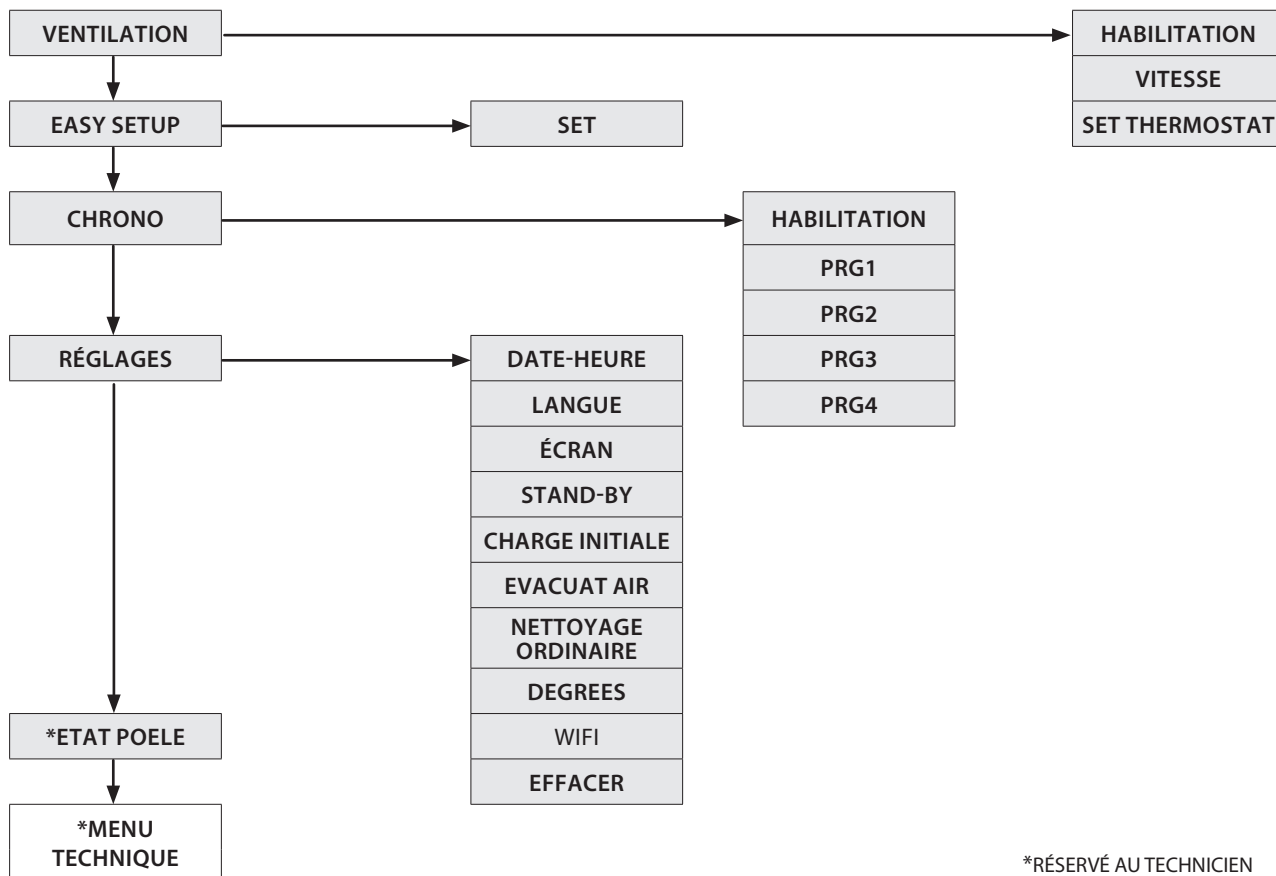 VENTILATION
HABILITATION
VITESSE
SET THERMOSTAT
EASY SETUP
SET
CHRONO
HABILITATION
PRG1
PRG2
PRG3
PRG4
RÉGLAGES
DATE-HEURE
LANGUE
ÉCRAN
STAND-BY
CHARGE INITIALE
EVACUAT AIR
NETTOYAGE
ORDINAIRE
DEGREES
WIFI
EFFACER
*ETAT POELE
*MENU
TECHNIQUE
*RÉSERVÉ AU TECHNICIEN